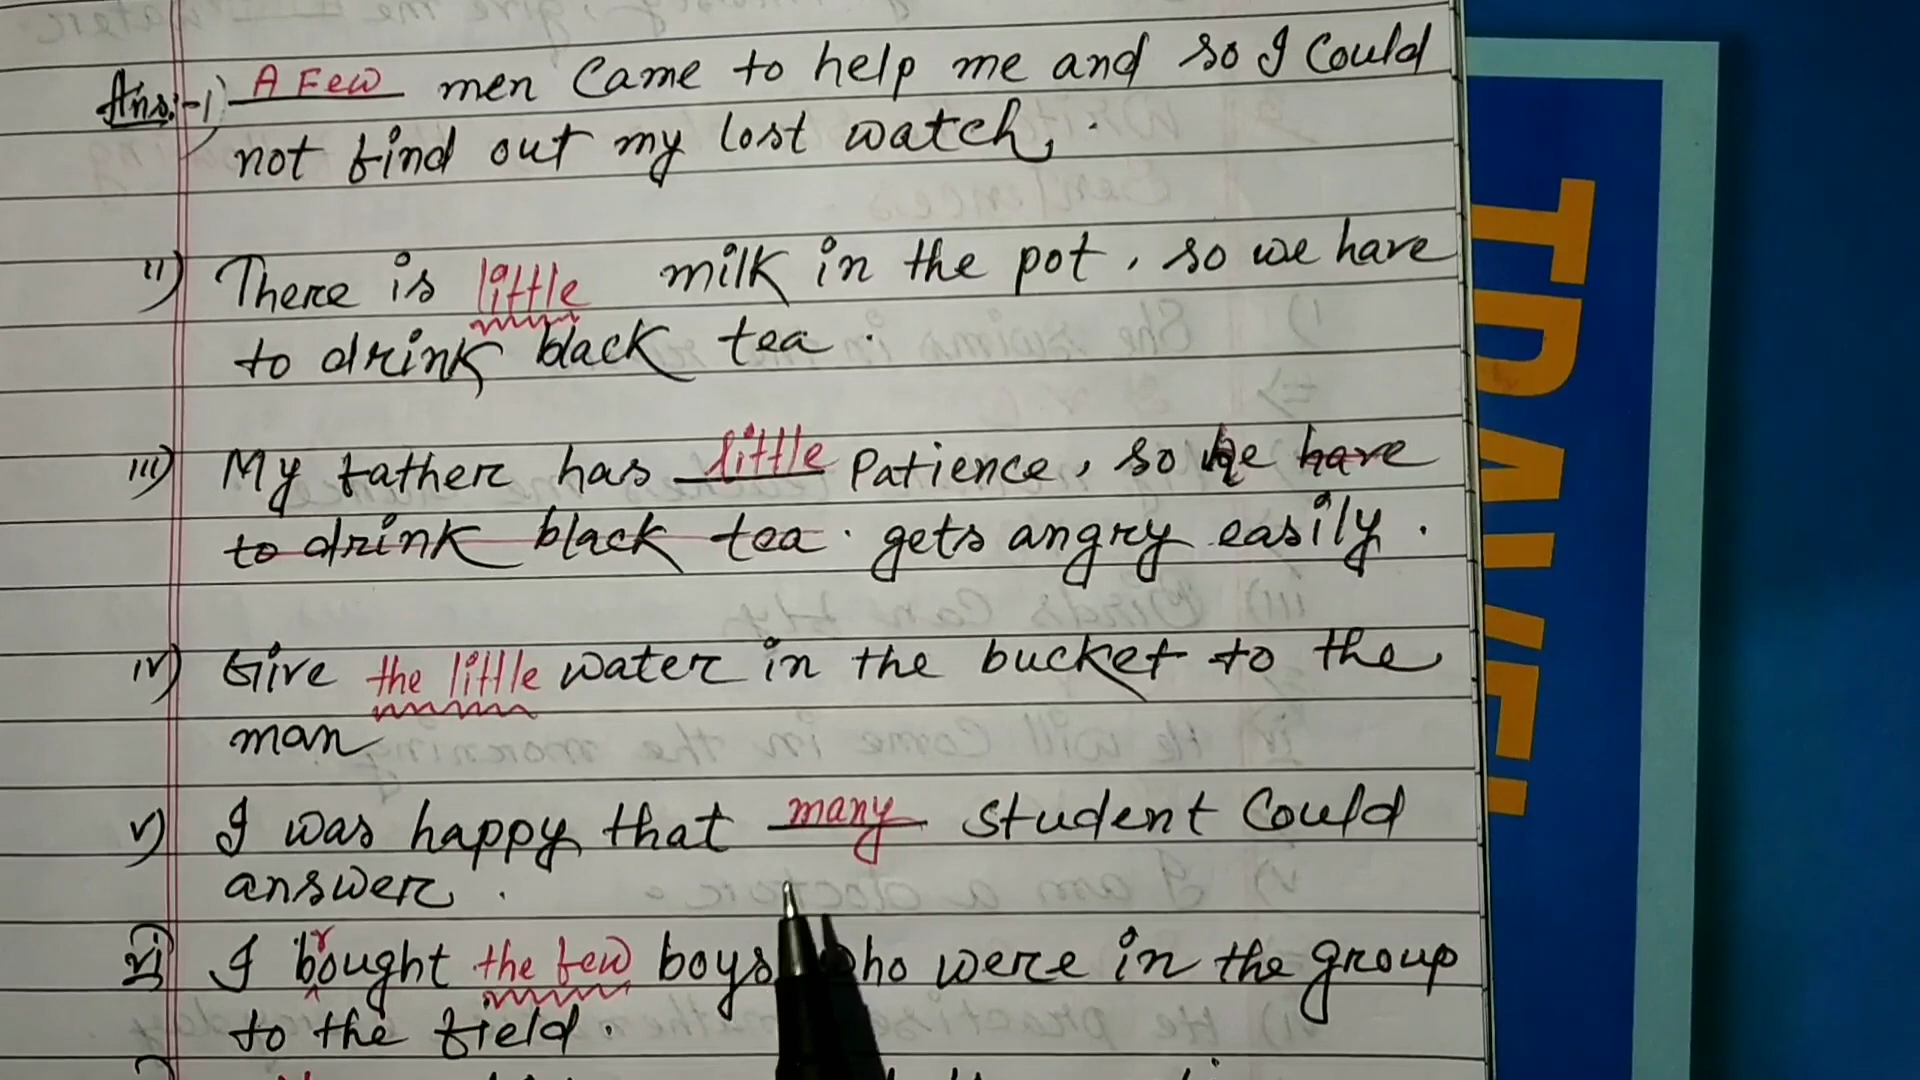 Ans:-i) A Few men Came to help me and so I Could
not find out my lost watch.
ii) There is little milk in the pot, so we have
to drink black tea.
iii) My father has little Patience, so he have
to drink black tea. gets angry easily.
iv) Give the little water in the bucket to the
man
v) I was happy that many student Could
answer.
vi) I brought the few boys who were in the group
to the field.
TRAVEL